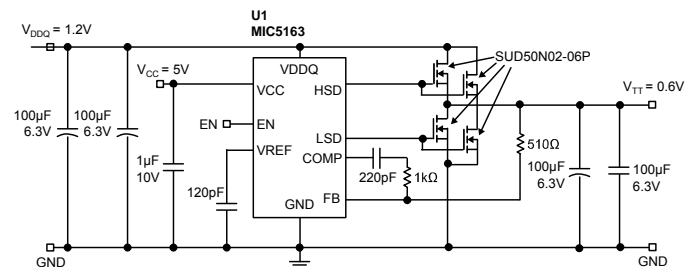 U1
MIC5163
VDDQ = 1.2V
VDDQ
SUD50N02-06P
VCC = 5V
VCC
HSD
VTT = 0.6V
100µF
6.3V
100µF
6.3V
EN
EN
LSD
510Ω
VREF
COMP
1µF
10V
120pF
220pF
1kΩ
100µF
6.3V
100µF
6.3V
GND
FB
GND
GND